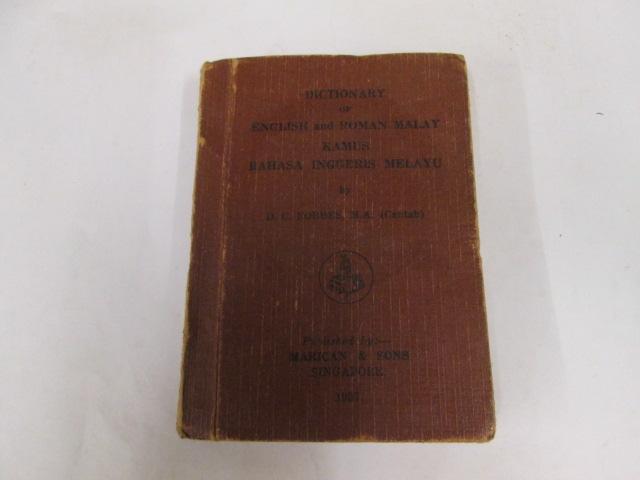 DICTIONARY
OF
ENGLISH and ROMAN MALAY
KAMUS
BAHASA INGGERIS MELAYU
by
D. C. FORBES, M.A. (Cantab)
Published by:—
MARICAN & SONS
SINGAPORE